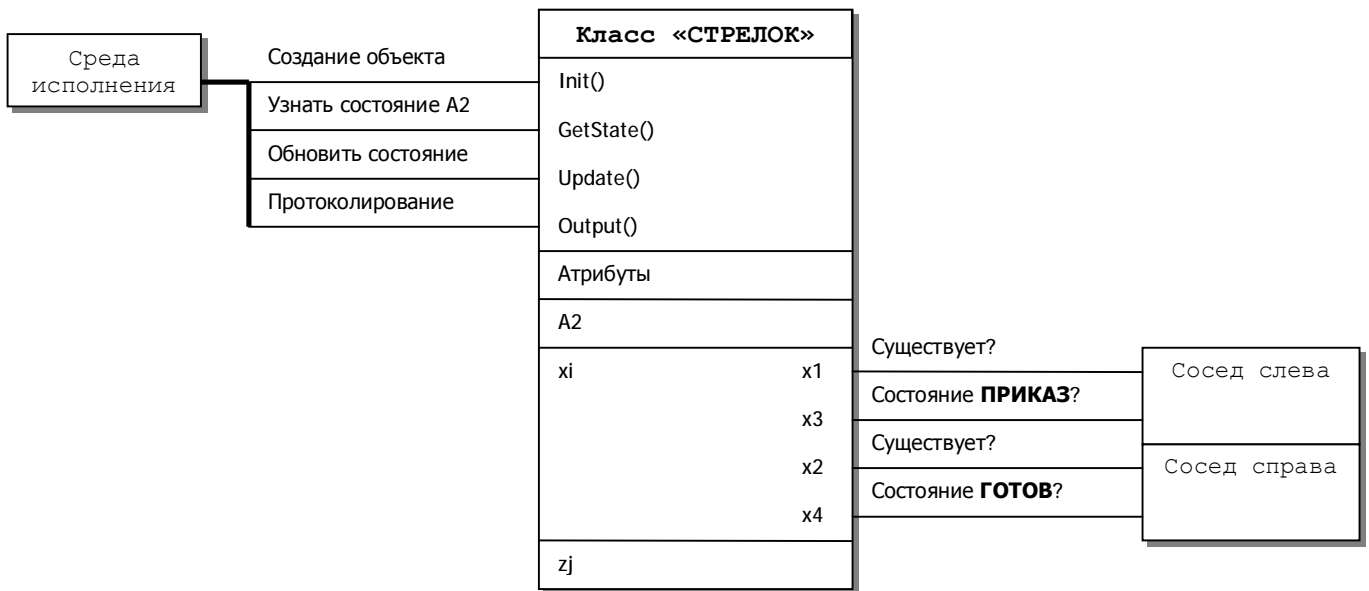 Среда
исполнения
Создание объекта
Узнать состояние A2
Обновить состояние
Протоколирование
Класс «СТРЕЛОК»
Init()
GetState()
Update()
Output()
Атрибуты
A2
xi
x1
x3
x2
x4
zj
Существует?
Состояние ПРИКАЗ?
Существует?
Состояние ГОТОВ?
Сосед слева
Сосед справа